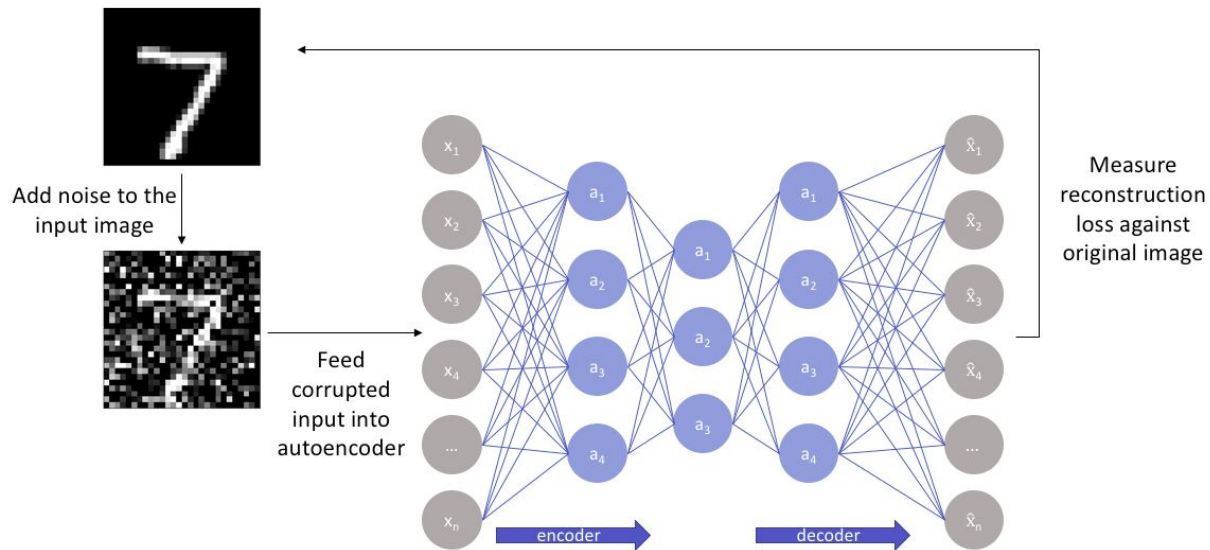 Add noise to the
input image
Feed
corrupted
input into
autoencoder
x₁
x₂
x₃
x₄
...
xₙ
a₁
a₂
a₃
a₄
a₁
a₂
a₃
a₁
a₂
a₃
a₄
x̂₁
x̂₂
x̂₃
x̂₄
...
x̂ₙ
encoder
decoder
Measure
reconstruction
loss against
original image